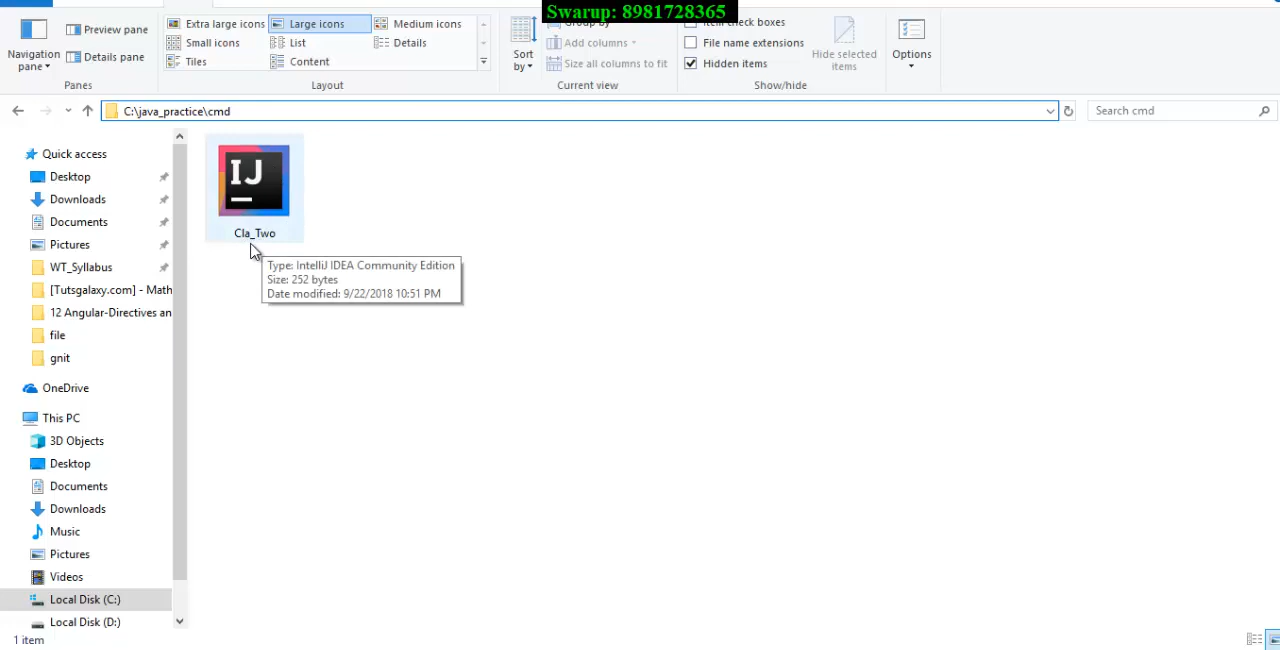 Swarup: 8981728365
Navigation pane
Preview pane
Details pane
Panes
Extra large icons
Large icons
Medium icons
Small icons
List
Details
Tiles
Content
Layout
Sort by
Group by
Add columns
Size all columns to fit
Current view
Item check boxes
File name extensions
Hidden items
Hide selected items
Show/hide
Options
C:\java_practice\cmd
Search cmd
Quick access
Desktop
Downloads
Documents
Pictures
WT_Syllabus
[Tutsgalaxy.com] - Math
12 Angular-Directives an
file
gnit
OneDrive
This PC
3D Objects
Desktop
Documents
Downloads
Music
Pictures
Videos
Local Disk (C:)
Local Disk (D:)
IJ
Cla_Two
Type: IntelliJ IDEA Community Edition
Size: 252 bytes
Date modified: 9/22/2018 10:51 PM
1 item